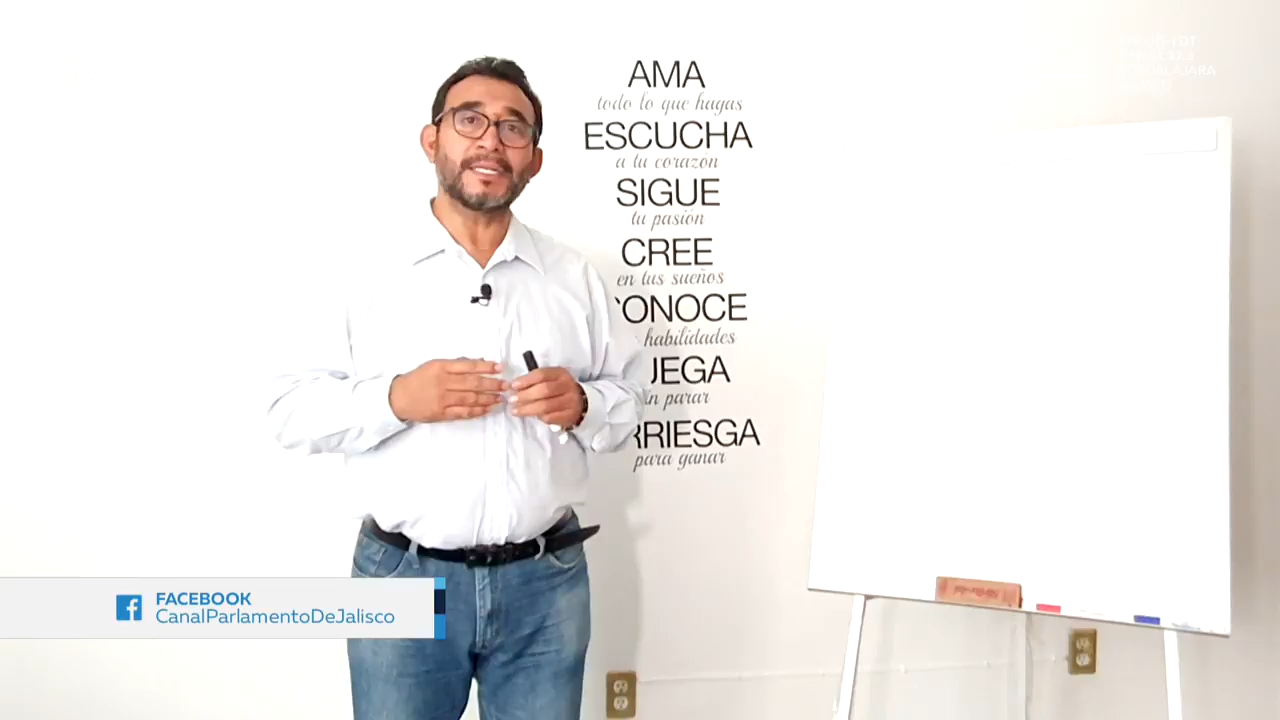 AMA
todo lo que hagas
ESCUCHA
a tu corazón
SIGUE
tu pasión
CREE
en tus sueños
ONOCE
habilidades
JEGA
in parar
RRIESGA
para ganar
FACEBOOK
CanalParlamentoDeJalisco